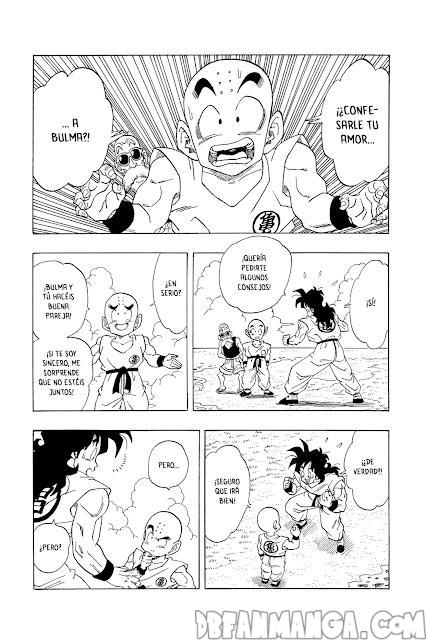 ¡¿CONFE-
SARLE TU
AMOR...
... A
BULMA?!
亀
¡SÍ!
¡QUERÍA
PEDIRTE
ALGUNOS
CONSEJOS!
¿EN
SERIO?
¡BULMA Y
TÚ HACÉIS
BUENA
PAREJA!
¡SI TE SOY
SINCERO, ME
SORPRENDE
QUE NO ESTÉIS
JUNTOS!
¡¿DE
VERDAD?!
¡SEGURO
QUE IRÁ
BIEN!
PERO...
¿PERO?
DBFANMANGA.COM